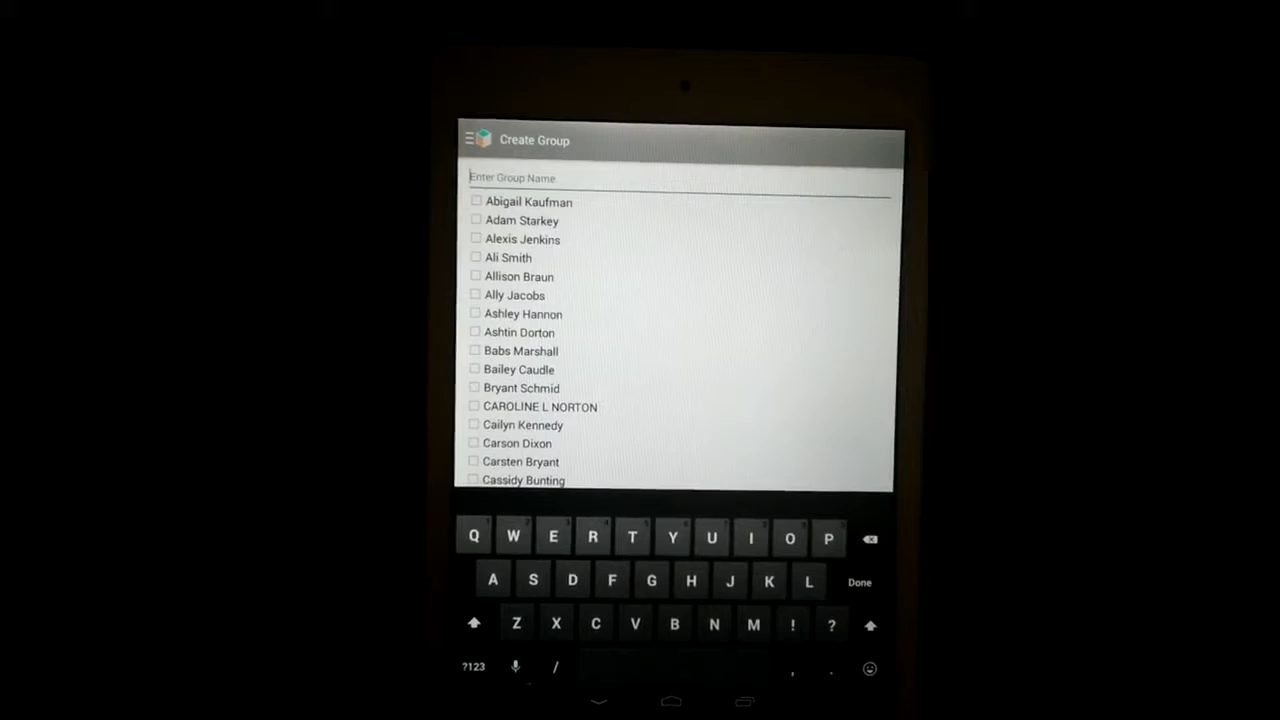 Create Group
Enter Group Name
Abigail Kaufman
Adam Starkey
Alexis Jenkins
Ali Smith
Allison Braun
Ally Jacobs
Ashley Hannon
Ashtin Dorton
Babs Marshall
Bailey Caudle
Bryant Schmid
CAROLINE L NORTON
Cailyn Kennedy
Carson Dixon
Carsten Bryant
Cassidy Bunting
Q W E R T Y U I O P
A S D F G H J K L Done
Z X C V B N M ! ?
?123 / , .